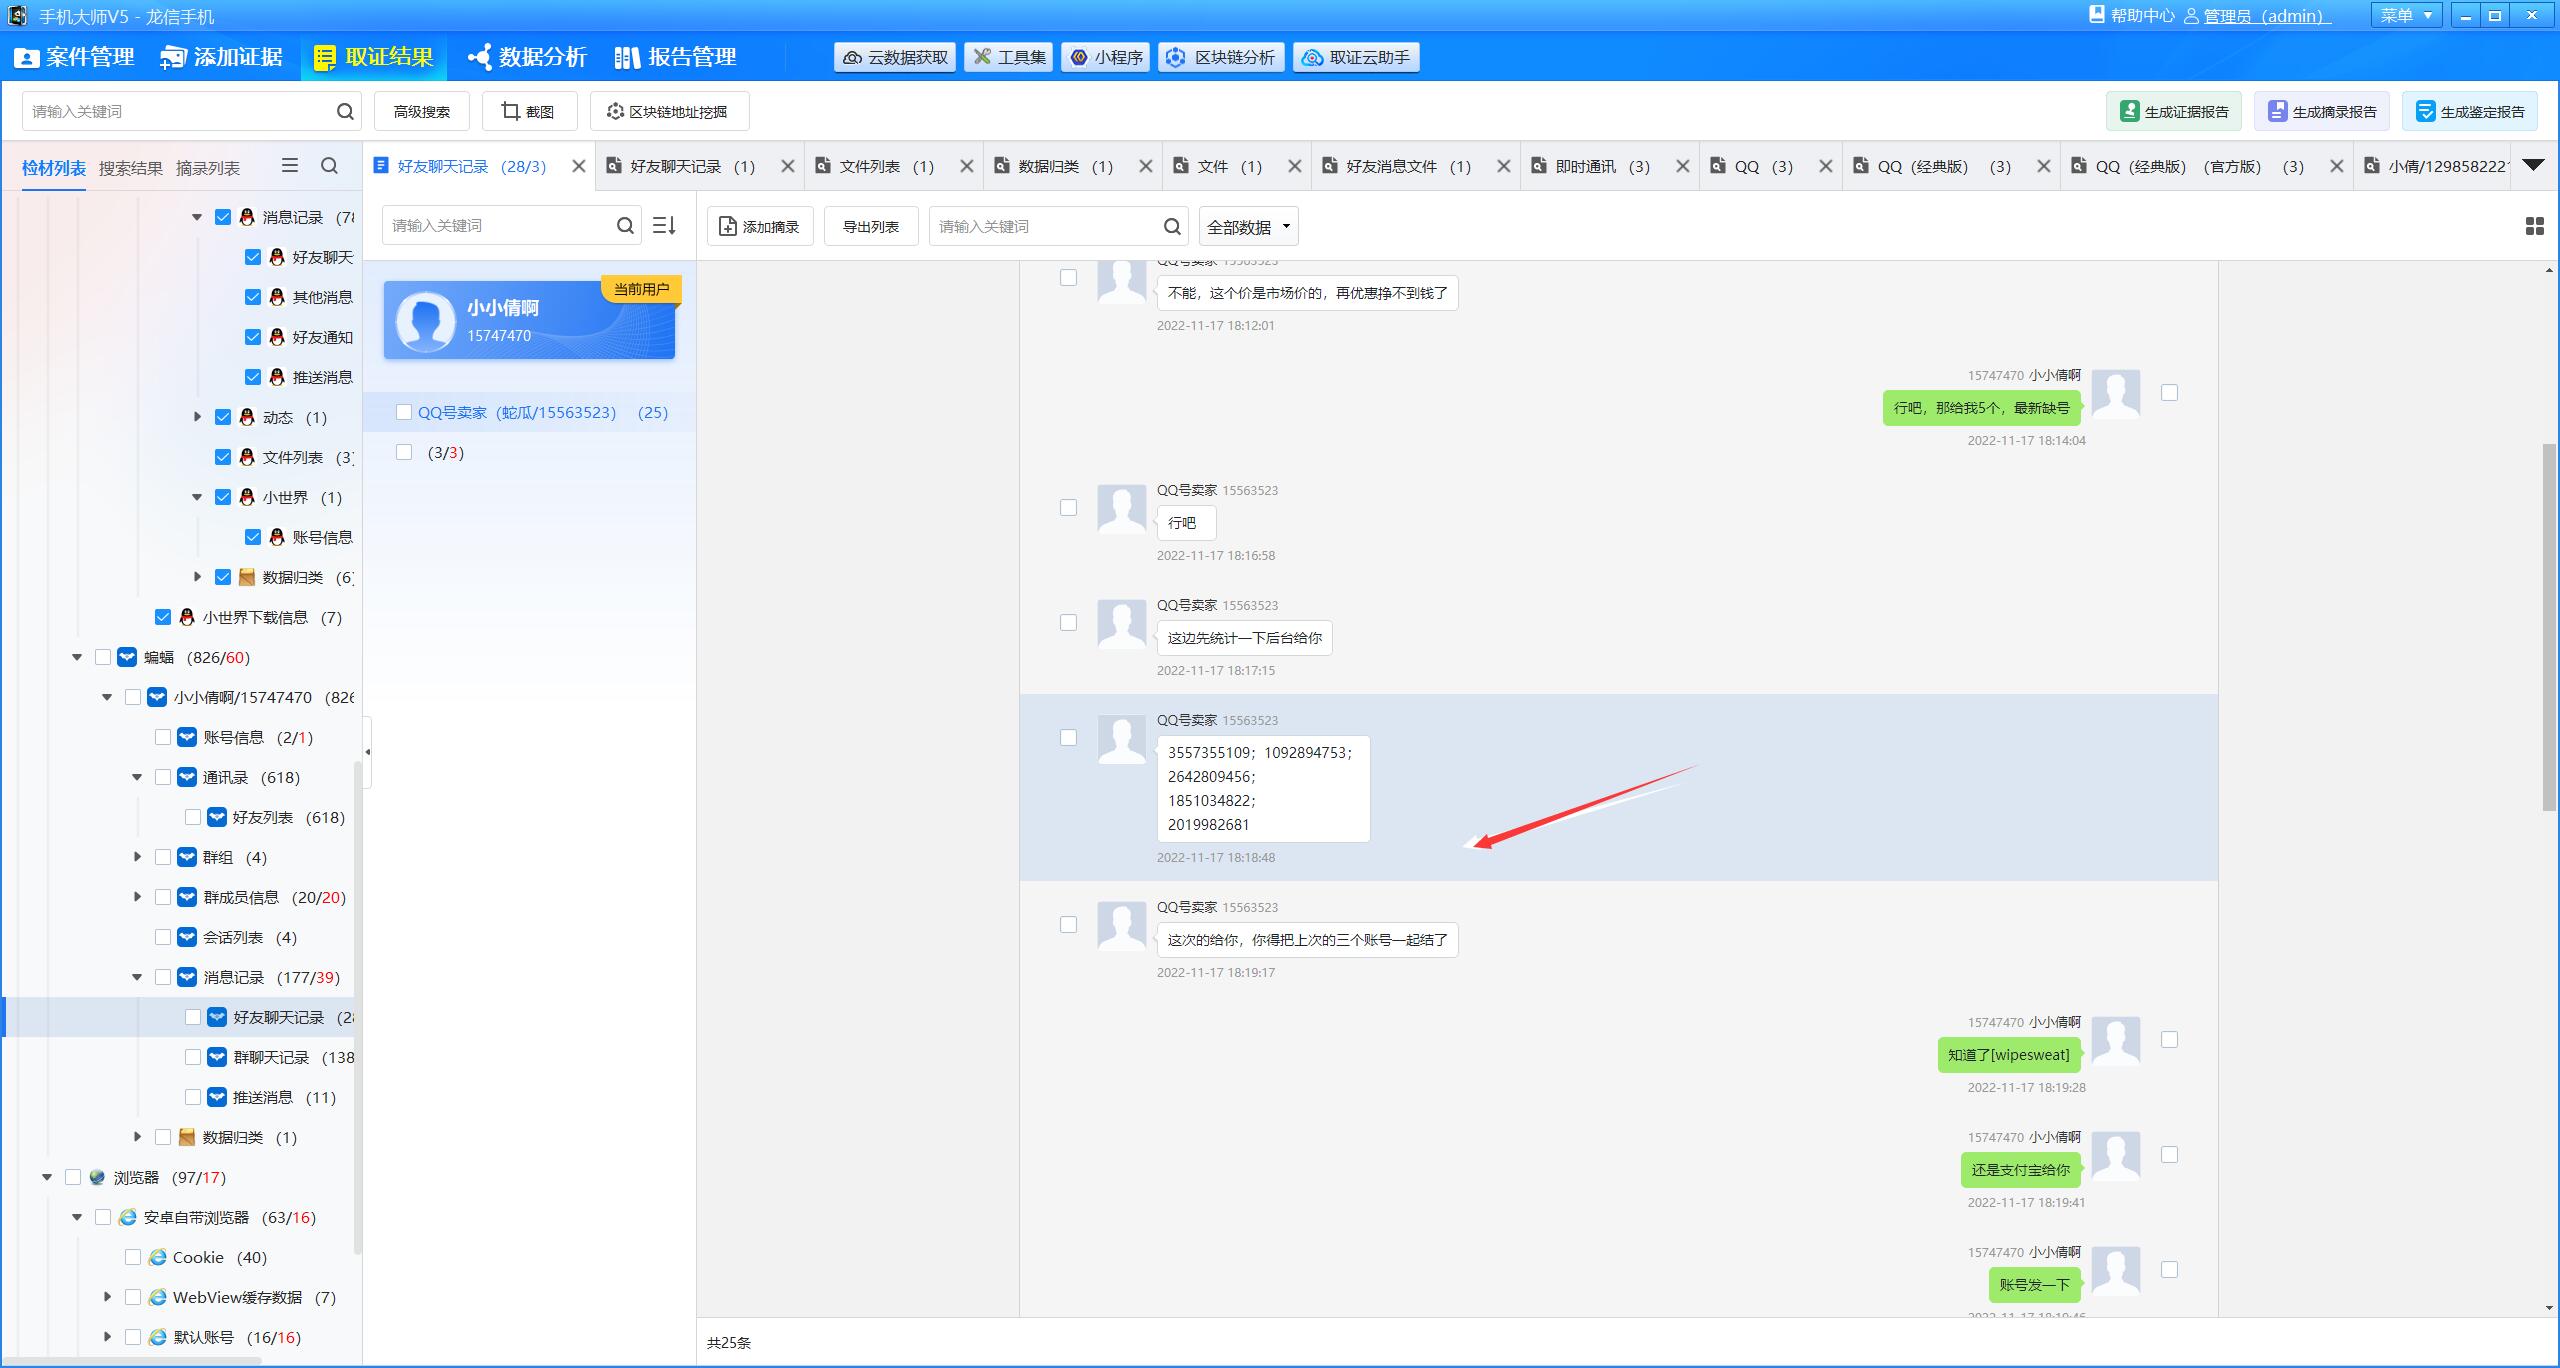 手机大师V5 - 龙信手机
帮助中心 管理员（admin） 菜单
案件管理 添加证据 取证结果 数据分析 报告管理 云数据获取 工具集 小程序 区块链分析 取证云助手
请输入关键词 高级搜索 截图 区块链地址挖掘 生成证据报告 生成摘录报告 生成鉴定报告
检材列表 搜索结果 摘录列表
好友聊天记录 (28/3) 好友聊天记录 (1) 文件列表 (1) 数据归类 (1) 文件 (1) 好友消息文件 (1) 即时通讯 (3) QQ (3) QQ（经典版） (3) QQ（经典版）（官方版） (3) 小倩/129858222
消息记录 (78
好友聊天
其他消息
好友通知
推送消息
动态 (1)
文件列表 (3)
小世界 (1)
账号信息
数据归类 (6)
小世界下载信息 (7)
蝙蝠 (826/60)
小小倩啊/15747470 (826
账号信息 (2/1)
通讯录 (618)
好友列表 (618)
群组 (4)
群成员信息 (20/20)
会话列表 (4)
消息记录 (177/39)
好友聊天记录 (28
群聊天记录 (138
推送消息 (11)
数据归类 (1)
浏览器 (97/17)
安卓自带浏览器 (63/16)
Cookie (40)
WebView缓存数据 (7)
默认账号 (16/16)
请输入关键词
当前用户
小小倩啊
15747470
QQ号卖家（蛇瓜/15563523） (25)
(3/3)
添加摘录 导出列表 请输入关键词 全部数据
QQ号卖家 15563523
不能，这个价是市场价的，再优惠挣不到钱了
2022-11-17 18:12:01
15747470 小小倩啊
行吧，那给我5个，最新缺号
2022-11-17 18:14:04
QQ号卖家 15563523
行吧
2022-11-17 18:16:58
QQ号卖家 15563523
这边先统计一下后台给你
2022-11-17 18:17:15
QQ号卖家 15563523
3557355109；1092894753；
2642809456；
1851034822；
2019982681
2022-11-17 18:18:48
QQ号卖家 15563523
这次的给你，你得把上次的三个账号一起结了
2022-11-17 18:19:17
15747470 小小倩啊
知道了[wipesweat]
2022-11-17 18:19:28
15747470 小小倩啊
还是支付宝给你
2022-11-17 18:19:41
15747470 小小倩啊
账号发一下
2022-11-17 18:19:46
共25条